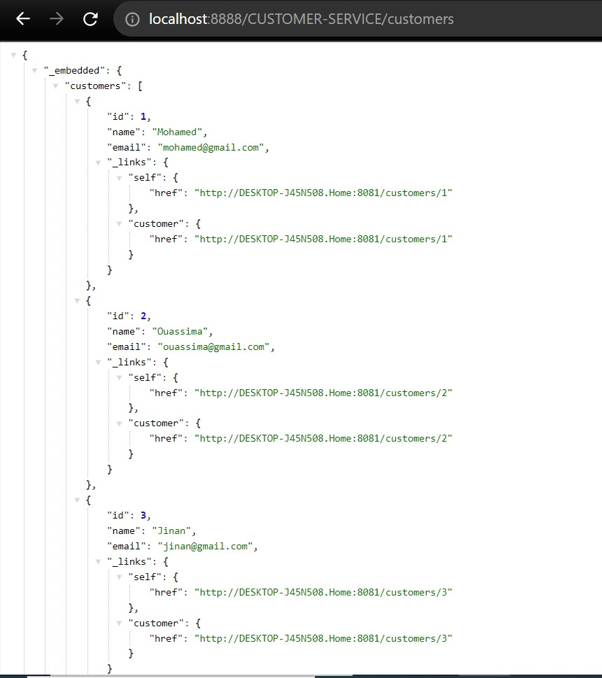 localhost:8888/CUSTOMER-SERVICE/customers
{
"_embedded": {
"customers": [
{
"id": 1,
"name": "Mohamed",
"email": "mohamed@gmail.com",
"_links": {
"self": {
"href": "http://DESKTOP-J45N508.Home:8081/customers/1"
},
"customer": {
"href": "http://DESKTOP-J45N508.Home:8081/customers/1"
}
}
},
{
"id": 2,
"name": "Ouassima",
"email": "ouassima@gmail.com",
"_links": {
"self": {
"href": "http://DESKTOP-J45N508.Home:8081/customers/2"
},
"customer": {
"href": "http://DESKTOP-J45N508.Home:8081/customers/2"
}
}
},
{
"id": 3,
"name": "Jinan",
"email": "jinan@gmail.com",
"_links": {
"self": {
"href": "http://DESKTOP-J45N508.Home:8081/customers/3"
},
"customer": {
"href": "http://DESKTOP-J45N508.Home:8081/customers/3"
}
}